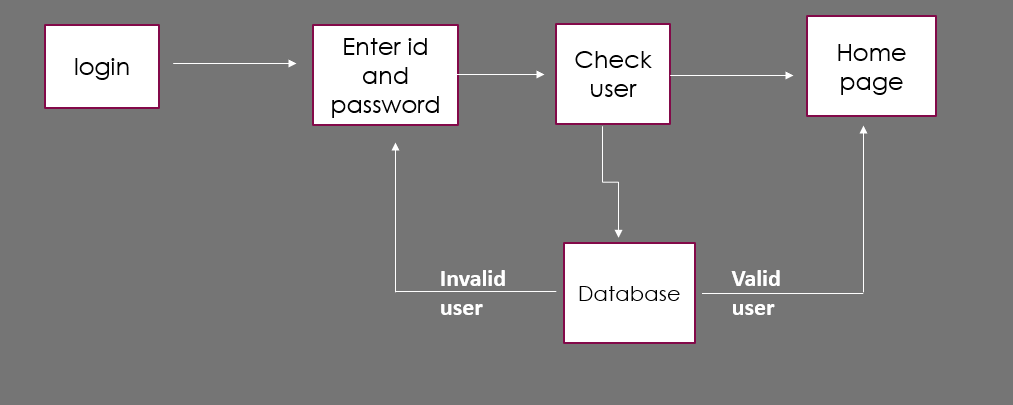 login
Enter id
and
password
Check
user
Home
page
Invalid
user
Database
Valid
user